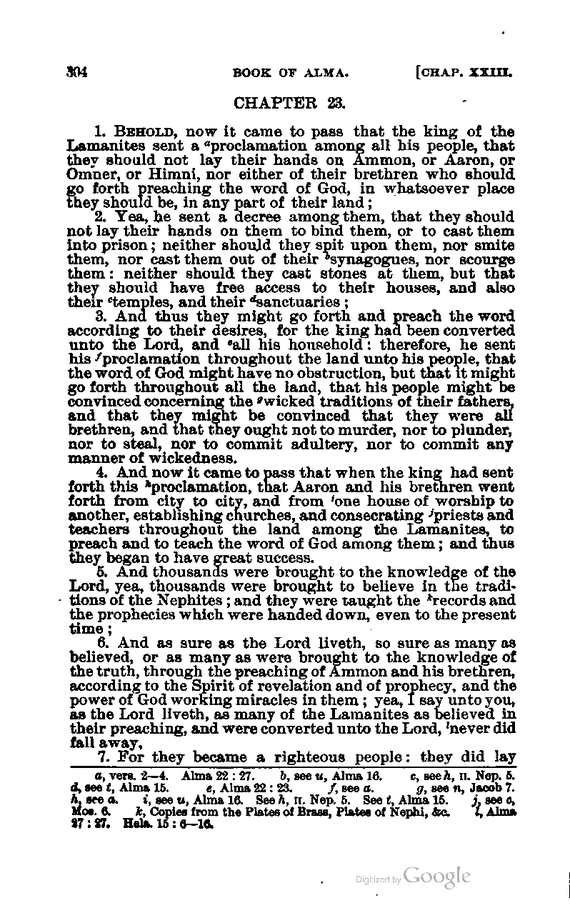 304 BOOK OF ALMA. [CHAP. XXIII.
CHAPTER 23.
1. BEHOLD, now it came to pass that the king of the
Lamanites sent a ᵃproclamation among all his people, that
they should not lay their hands on Ammon, or Aaron, or
Omner, or Himni, nor either of their brethren who should
go forth preaching the word of God, in whatsoever place
they should be, in any part of their land;
2. Yea, he sent a decree among them, that they should
not lay their hands on them to bind them, or to cast them
into prison; neither should they spit upon them, nor smite
them, nor cast them out of their ᵇsynagogues, nor scourge
them: neither should they cast stones at them, but that
they should have free access to their houses, and also
their ᶜtemples, and their ᵈsanctuaries;
3. And thus they might go forth and preach the word
according to their desires, for the king had been converted
unto the Lord, and ᵉall his household: therefore, he sent
his ᶠproclamation throughout the land unto his people, that
the word of God might have no obstruction, but that it might
go forth throughout all the land, that his people might be
convinced concerning the ᵍwicked traditions of their fathers,
and that they might be convinced that they were all
brethren, and that they ought not to murder, nor to plunder,
nor to steal, nor to commit adultery, nor to commit any
manner of wickedness.
4. And now it came to pass that when the king had sent
forth this ʰproclamation, that Aaron and his brethren went
forth from city to city, and from ⁱone house of worship to
another, establishing churches, and consecrating ʲpriests and
teachers throughout the land among the Lamanites, to
preach and to teach the word of God among them; and thus
they began to have great success.
5. And thousands were brought to the knowledge of the
Lord, yea, thousands were brought to believe in the tradi-
tions of the Nephites; and they were taught the ᵏrecords and
the prophecies which were handed down, even to the present
time;
6. And as sure as the Lord liveth, so sure as many as
believed, or as many as were brought to the knowledge of
the truth, through the preaching of Ammon and his brethren,
according to the Spirit of revelation and of prophecy, and the
power of God working miracles in them; yea, I say unto you,
as the Lord liveth, as many of the Lamanites as believed in
their preaching, and were converted unto the Lord, ˡnever did
fall away,
7. For they became a righteous people: they did lay
a, vers. 2—4. Alma 22:27. b, see u, Alma 16. c, see h, II. Nep. 5.
d, see t, Alma 15. e, Alma 22:23. f, see a. g, see n, Jacob 7.
h, see a. i, see u, Alma 16. See h, II. Nep. 5. See t, Alma 15. j, see c,
Mos. 6. k, Copies from the Plates of Brass, Plates of Nephi, &c. l, Alma
27:27. Hela. 15:6—16.
Digitized by Google